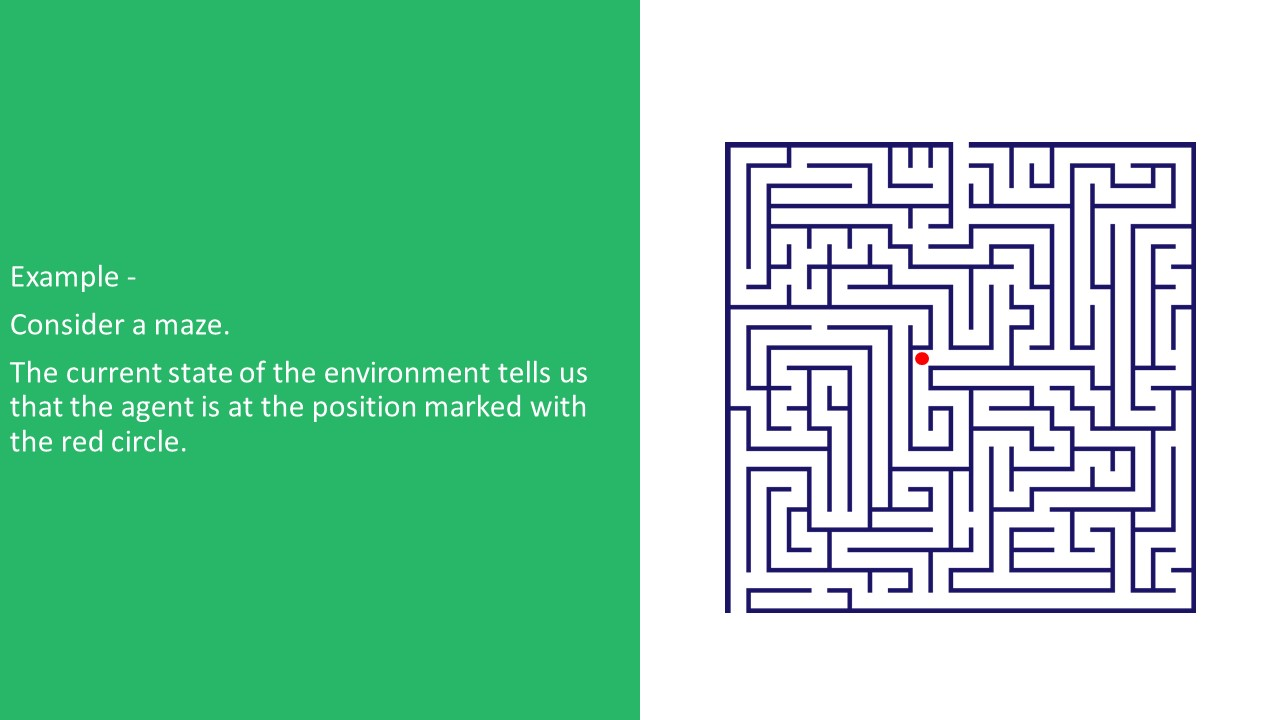 Example -
Consider a maze.
The current state of the environment tells us
that the agent is at the position marked with
the red circle.